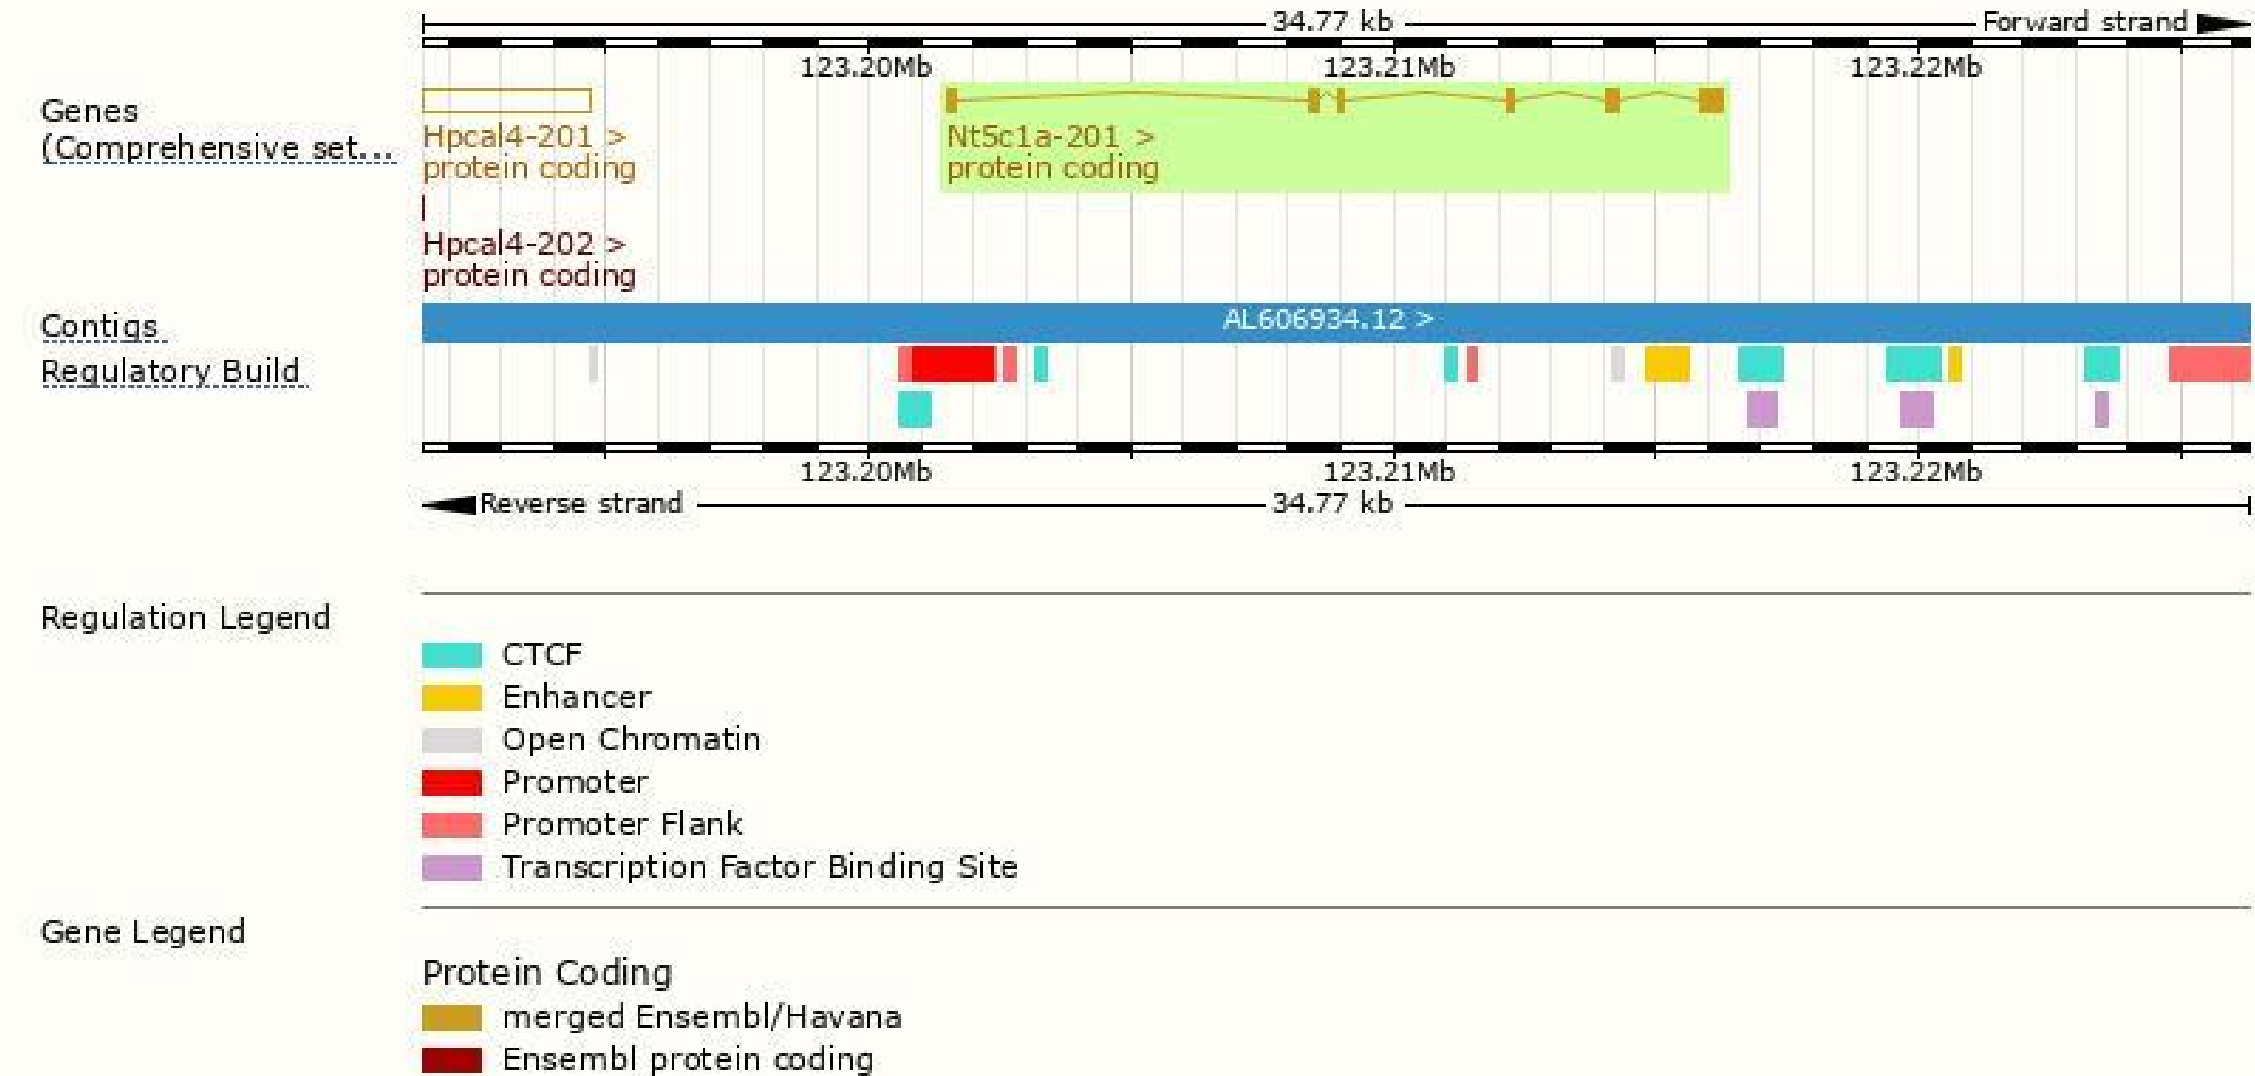 34.77 kb Forward strand
123.20Mb 123.21Mb 123.22Mb
Genes
(Comprehensive set...
Hpcal4-201 >
protein coding
Nt5c1a-201 >
protein coding
Hpcal4-202 >
protein coding
Contigs
AL606934.12 >
Regulatory Build
123.20Mb 123.21Mb 123.22Mb
Reverse strand 34.77 kb
Regulation Legend
CTCF
Enhancer
Open Chromatin
Promoter
Promoter Flank
Transcription Factor Binding Site
Gene Legend
Protein Coding
merged Ensembl/Havana
Ensembl protein coding